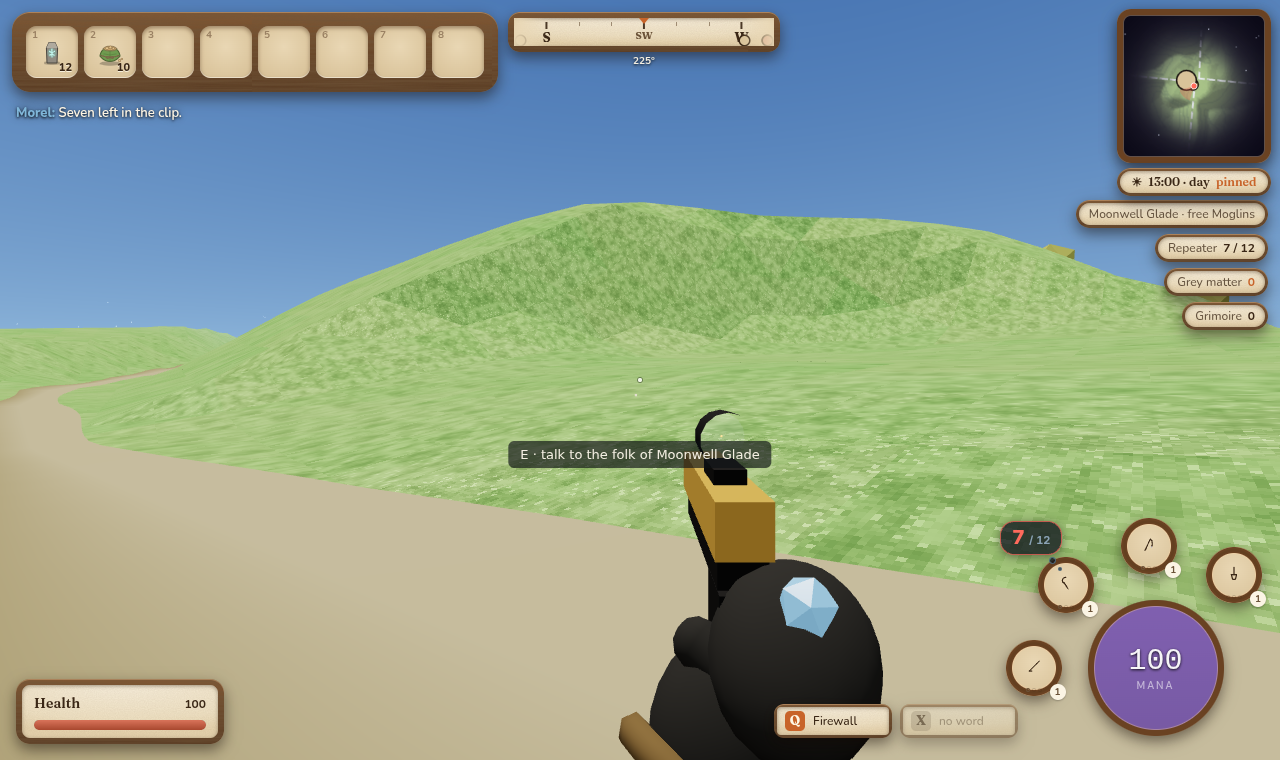 1
2
3
4
5
6
7
8
12
10
S
SW
W
225°
Morel: Seven left in the clip.
☀ 13:00 · day pinned
Moonwell Glade · free Moglins
Repeater 7 / 12
Grey matter 0
Grimoire 0
E · talk to the folk of Moonwell Glade
7 / 12
1
1
1
1
100
MANA
Health 100
Q Firewall
X no word